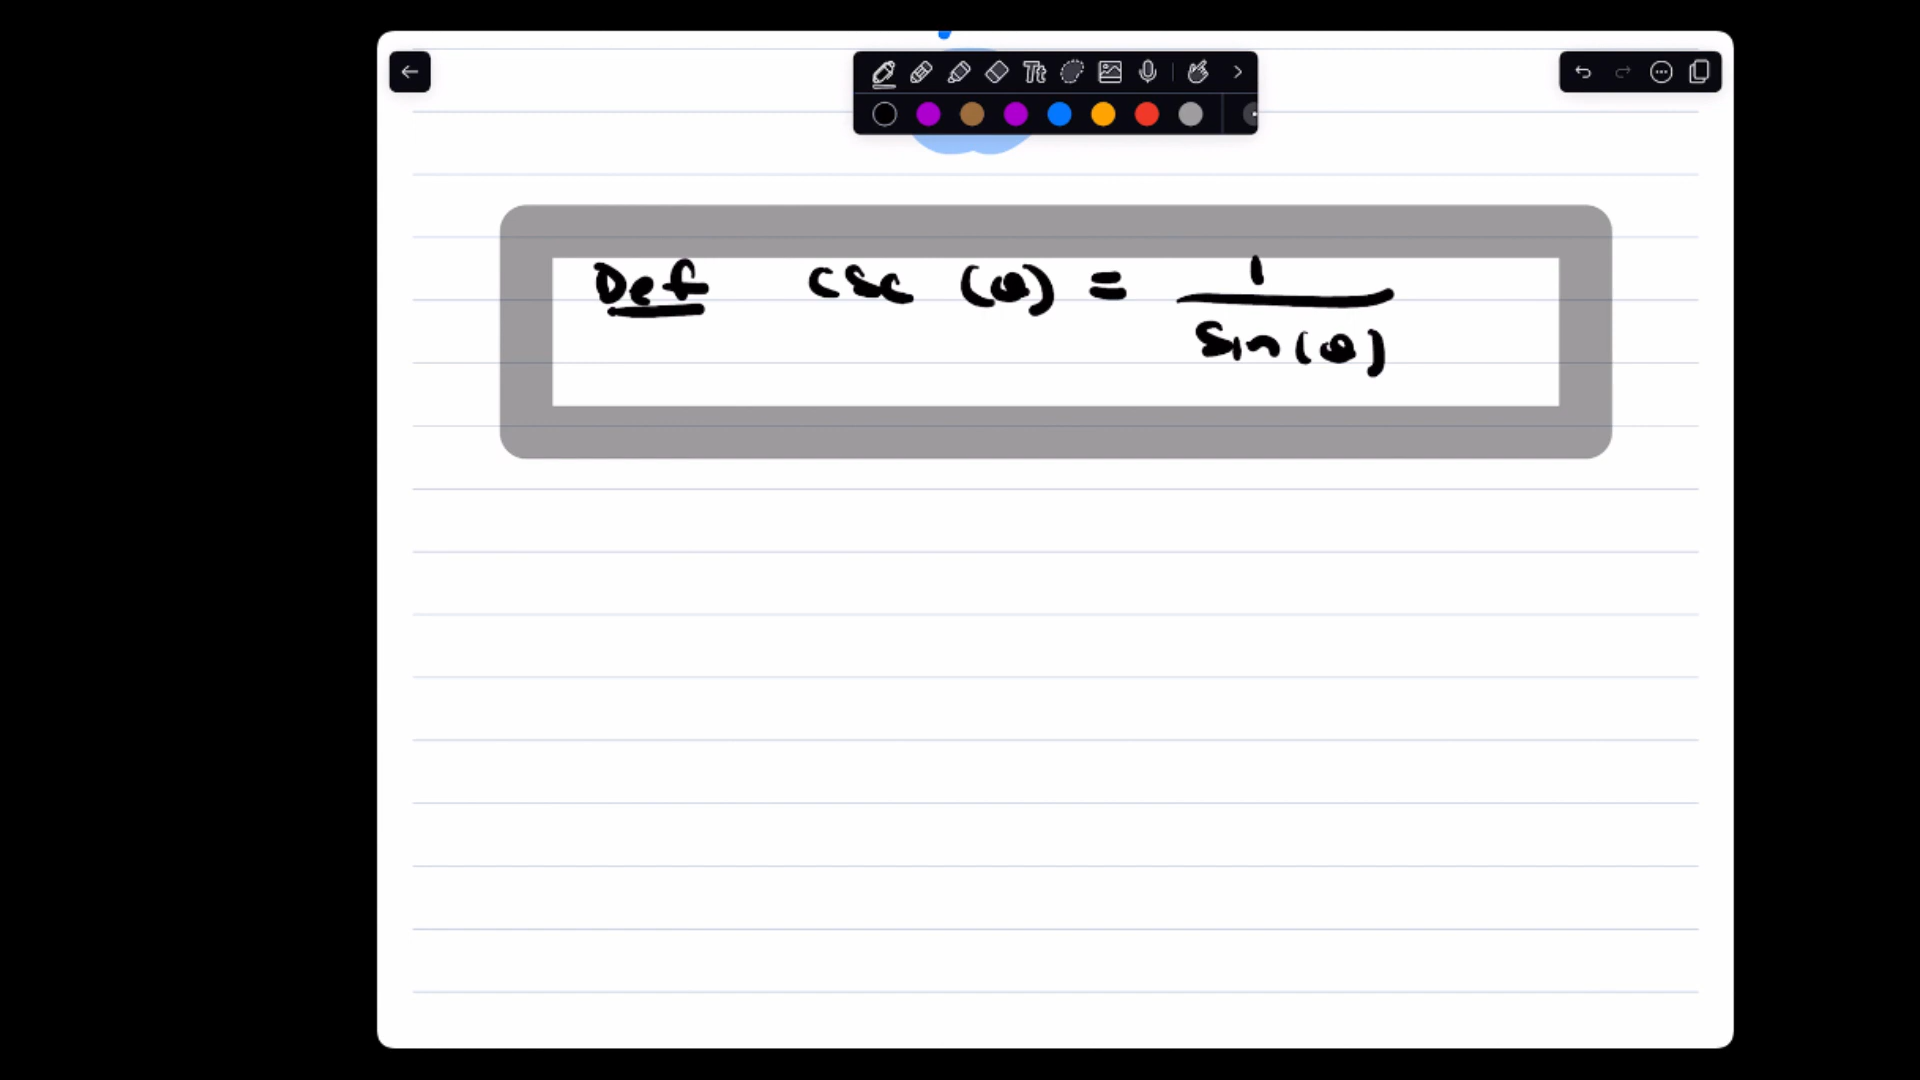 Def csc (θ) = 1 / sin(θ)